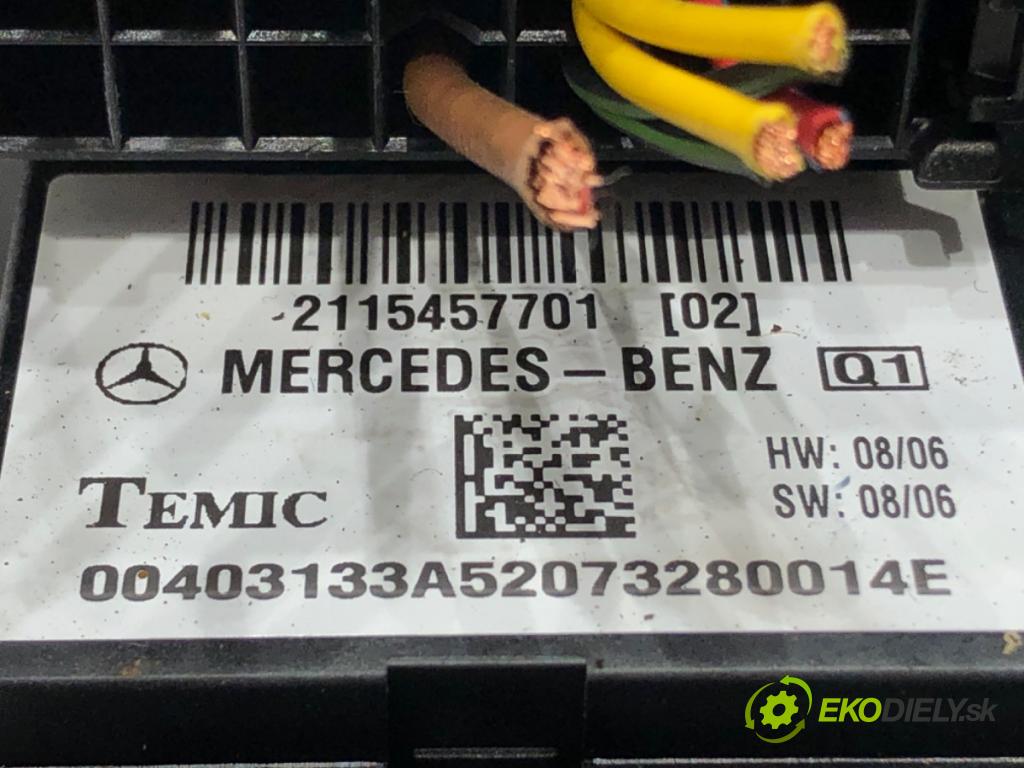 -2115457701 [02]
MERCEDES-BENZ Q1
HW: 08/06
TEMIC SW: 08/06
00403133A52073280014E
EKODIELY.sk